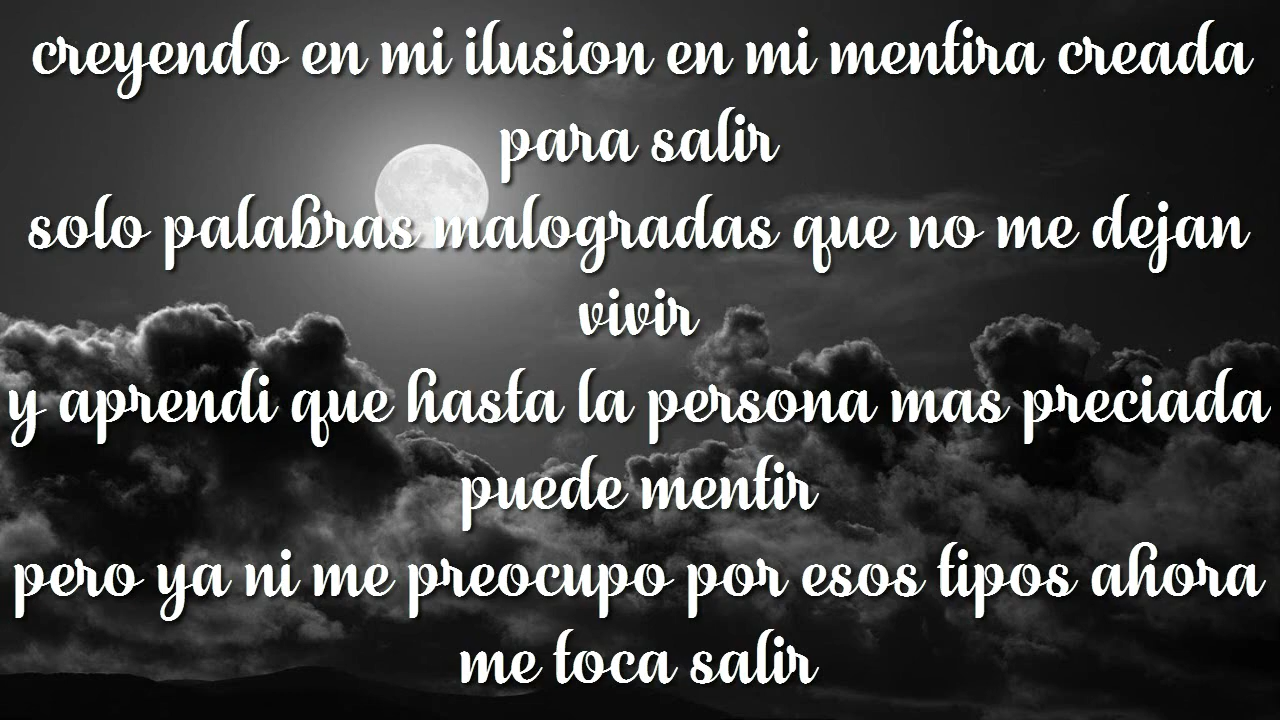 creyendo en mi ilusion en mi mentira creada
para salir
solo palabras malogradas que no me dejan
vivir
y aprendi que hasta la persona mas preciada
puede mentir
pero ya ni me preocupo por esos tipos ahora
me toca salir